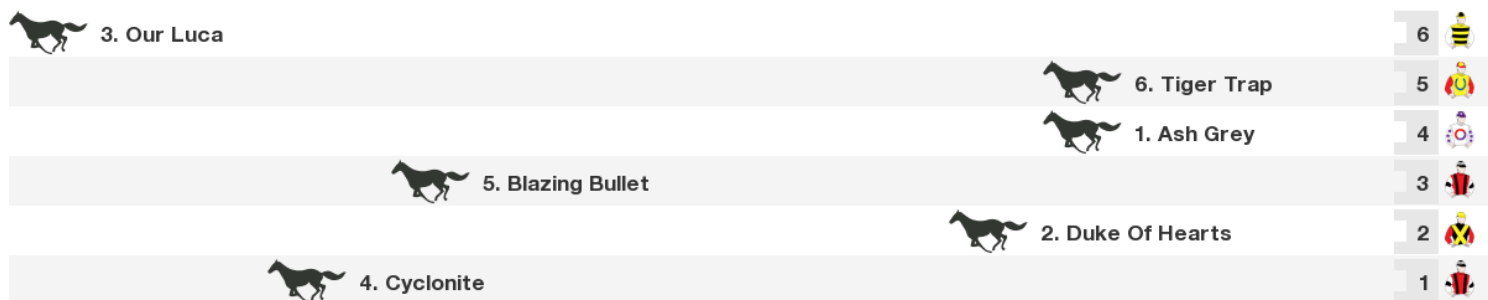 3. Our Luca 6
6. Tiger Trap 5
1. Ash Grey 4
5. Blazing Bullet 3
2. Duke Of Hearts 2
4. Cyclonite 1